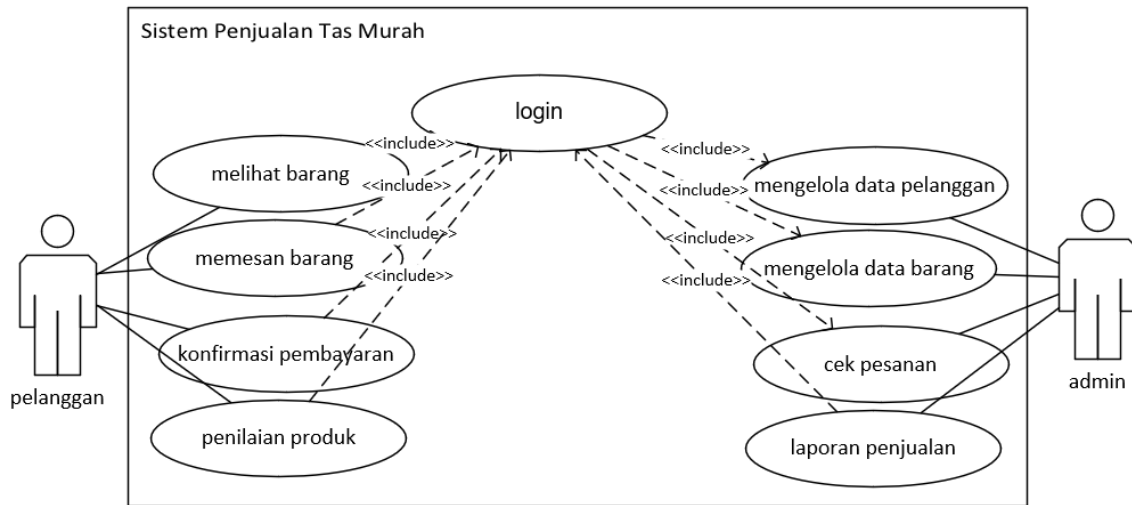 Sistem Penjualan Tas Murah
login
<<include>>
<<include>>
melihat barang
<<include>>
<<include>>
mengelola data pelanggan
<<include>>
<<include>>
memesan barang
<<include>>
<<include>>
mengelola data barang
konfirmasi pembayaran
cek pesanan
pelanggan
admin
penilaian produk
laporan penjualan